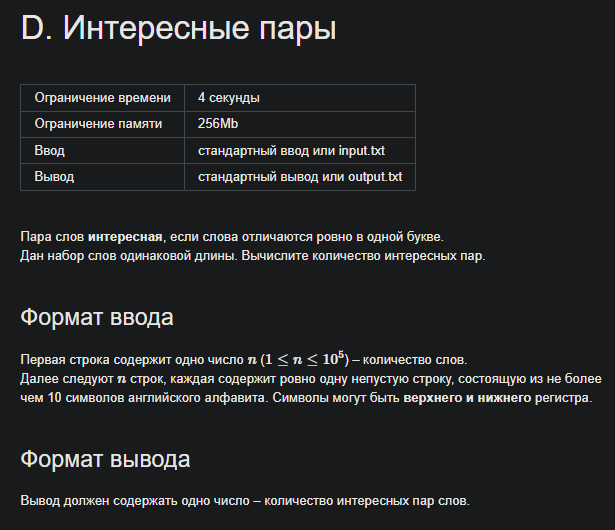 D. Интересные пары
Ограничение времени 4 секунды
Ограничение памяти 256Mb
Ввод стандартный ввод или input.txt
Вывод стандартный вывод или output.txt
Пара слов интересная, если слова отличаются ровно в одной букве.
Дан набор слов одинаковой длины. Вычислите количество интересных пар.
Формат ввода
Первая строка содержит одно число n (1 ≤ n ≤ 10⁵) – количество слов.
Далее следуют n строк, каждая содержит ровно одну непустую строку, состоящую из не более
чем 10 символов английского алфавита. Символы могут быть верхнего и нижнего регистра.
Формат вывода
Вывод должен содержать одно число – количество интересных пар слов.